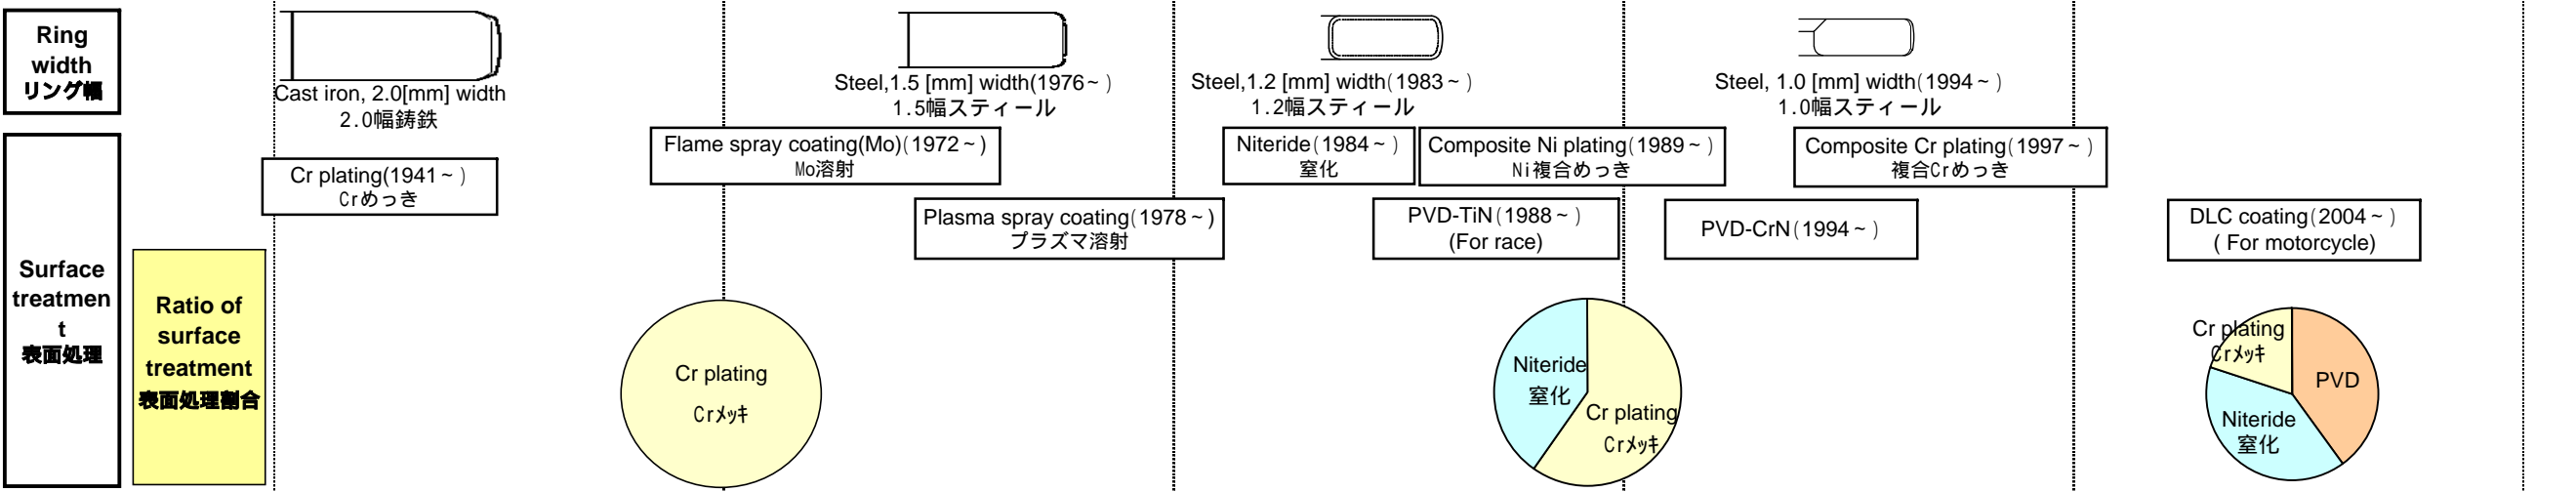 Ring
width
リング幅
Cast iron, 2.0[mm] width
2.0幅鋳鉄
Steel,1.5 [mm] width(1976~)
1.5幅スティール
Steel,1.2 [mm] width(1983~)
1.2幅スティール
Steel, 1.0 [mm] width(1994~)
1.0幅スティール
Surface
treatmen
t
表面処理
Cr plating(1941~)
Crめっき
Flame spray coating(Mo)(1972~)
Mo溶射
Plasma spray coating(1978~)
プラズマ溶射
Niteride(1984~)
窒化
Composite Ni plating(1989~)
Ni複合めっき
PVD-TiN(1988~)
(For race)
PVD-CrN(1994~)
Composite Cr plating(1997~)
複合Crめっき
DLC coating(2004~)
( For motorcycle)
Ratio of
surface
treatment
表面処理割合
Cr plating
Crメッキ
Niteride
窒化
Cr plating
Crメッキ
Cr plating
Crメッキ
PVD
Niteride
窒化